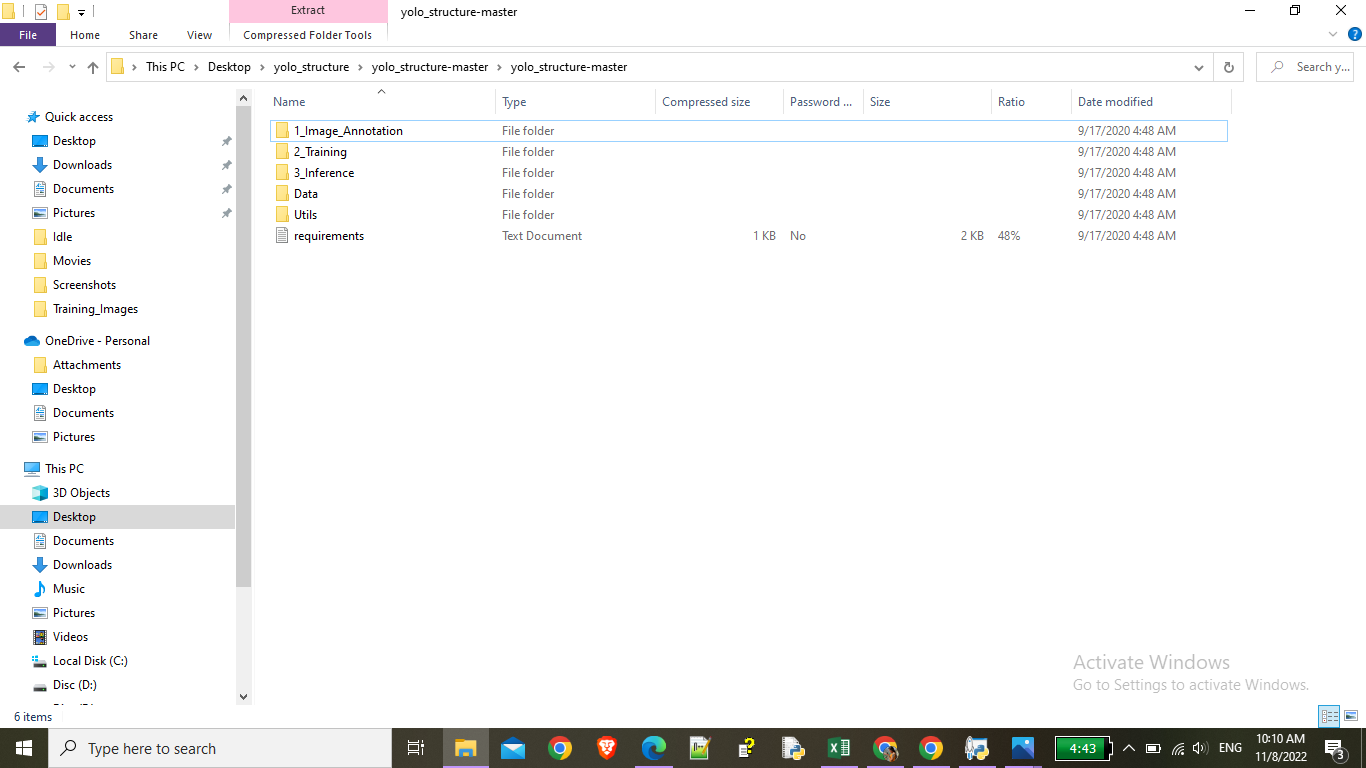 Extract
yolo_structure-master
File Home Share View Compressed Folder Tools
This PC Desktop yolo_structure yolo_structure-master yolo_structure-master Search y...
Name Type Compressed size Password ... Size Ratio Date modified
1_Image_Annotation File folder 9/17/2020 4:48 AM
2_Training File folder 9/17/2020 4:48 AM
3_Inference File folder 9/17/2020 4:48 AM
Data File folder 9/17/2020 4:48 AM
Utils File folder 9/17/2020 4:48 AM
requirements Text Document 1 KB No 2 KB 48% 9/17/2020 4:48 AM
Quick access
Desktop
Downloads
Documents
Pictures
Idle
Movies
Screenshots
Training_Images
OneDrive - Personal
Attachments
Desktop
Documents
Pictures
This PC
3D Objects
Desktop
Documents
Downloads
Music
Pictures
Videos
Local Disk (C:)
Disc (D:)
Activate Windows
Go to Settings to activate Windows.
6 items
Type here to search
4:43
ENG
10:10 AM
11/8/2022
3